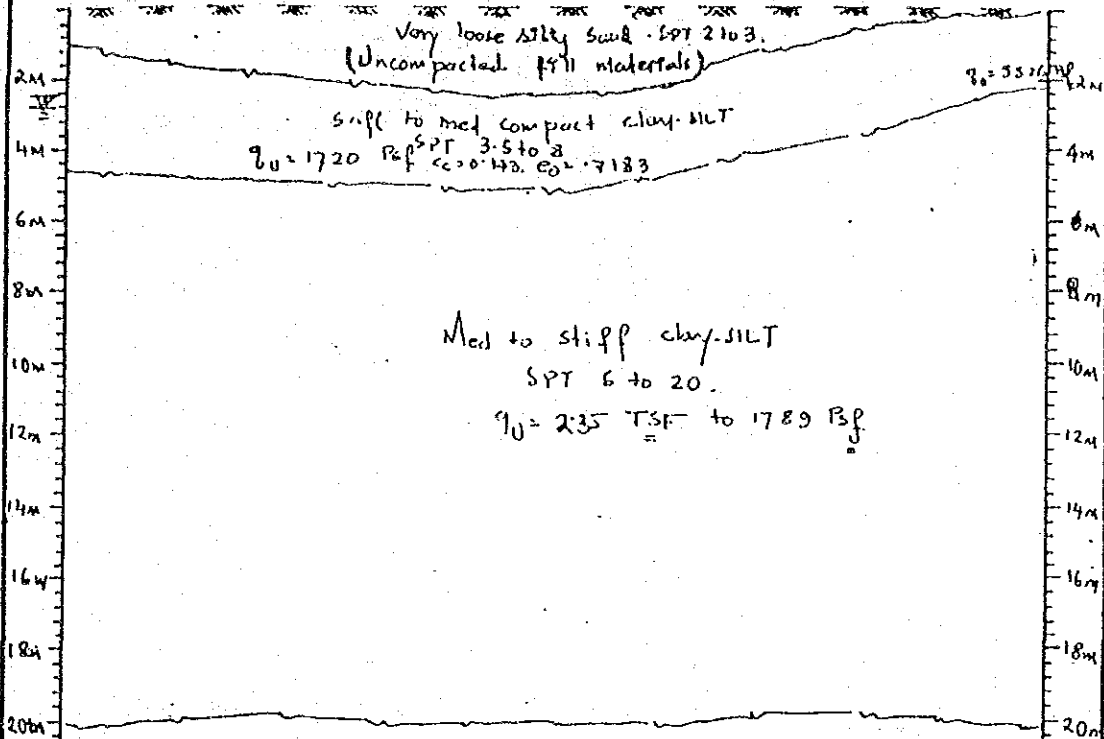 Very loose silty sand. SPT 2 to 3.
(Uncompacted fill materials)
stiff to med compact clay-SILT
SPT 3.5 to 8
qu = 1720 Psf cc = 0.143. eo = .7183
qu =
Med to stiff clay-SILT
SPT 6 to 20.
qu = 2.35 TSF to 1789 Psf
2M
4M
6M
8M
10M
12M
14M
16M
18M
20M
2M
4M
6M
8M
10M
12M
14M
16M
18M
20M